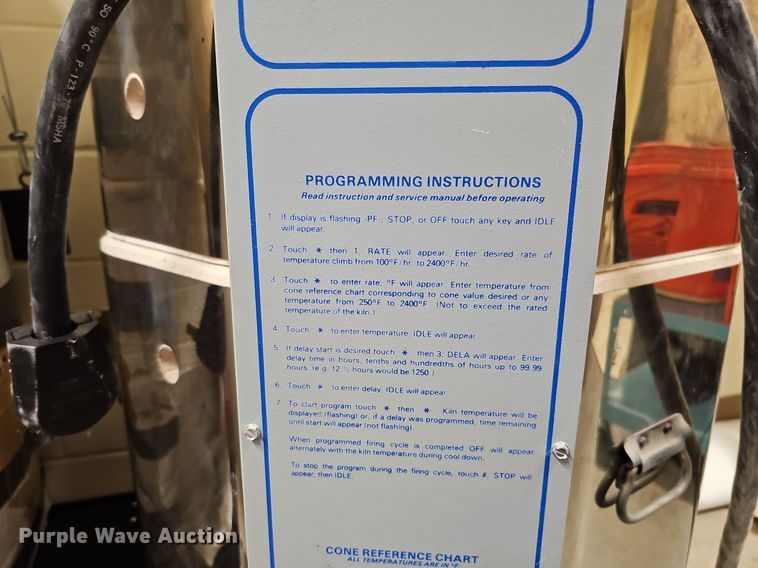 SO 90°C P-123-70 MSHA
PROGRAMMING INSTRUCTIONS
Read instruction and service manual before operating
1. If display is flashing -PF-, STOP, or OFF touch any key and IDLE
will appear.
2. Touch * then 1, RATE will appear. Enter desired rate of
temperature climb from 100°F/hr. to 2400°F/hr.
3. Touch * to enter rate, °F will appear. Enter temperature from
cone reference chart corresponding to cone value desired or any
temperature from 250°F to 2400°F. (Not to exceed the rated
temperature of the kiln.)
4. Touch * to enter temperature, IDLE will appear
5. If delay start is desired touch * then 3, DELA will appear. Enter
delay time in hours, tenths and hundredths of hours up to 99.99
hours. (e.g. 12 ½ hours would be 1250.)
6. Touch * to enter delay, IDLE will appear
7. To start program touch * then * Kiln temperature will be
displayed (flashing) or, if a delay was programmed, time remaining
until start will appear (not flashing).
When programmed firing cycle is completed OFF will appear
alternately with the kiln temperature during cool down.
To stop the program during the firing cycle, touch #, STOP will
appear, then IDLE.
CONE REFERENCE CHART
ALL TEMPERATURES ARE IN °F
Purple Wave Auction